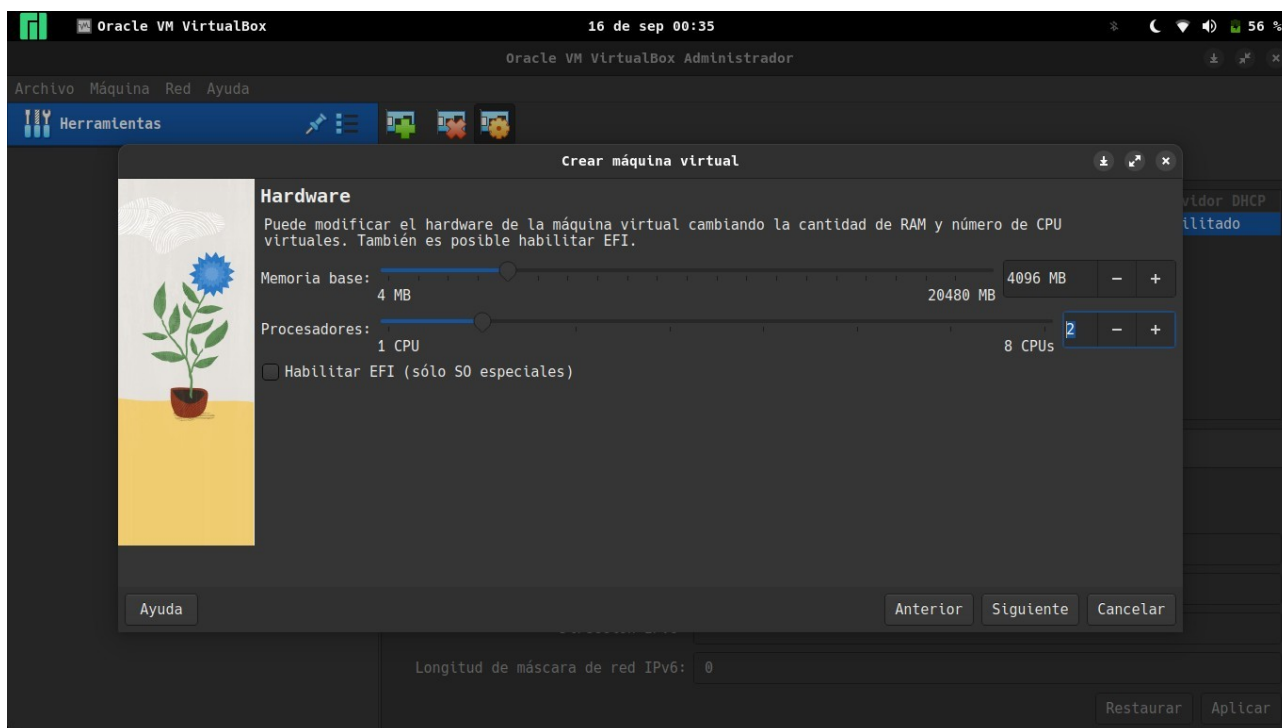 Oracle VM VirtualBox
16 de sep 00:35
56 %
Oracle VM VirtualBox Administrador
Archivo Máquina Red Ayuda
Herramientas
Crear máquina virtual
Hardware
Puede modificar el hardware de la máquina virtual cambiando la cantidad de RAM y número de CPU
virtuales. También es posible habilitar EFI.
vidor DHCP
ilitado
Memoria base:
4096 MB
4 MB
20480 MB
Procesadores:
2
1 CPU
8 CPUs
Habilitar EFI (sólo SO especiales)
Ayuda
Anterior
Siguiente
Cancelar
Longitud de máscara de red IPv6: 0
Restaurar
Aplicar